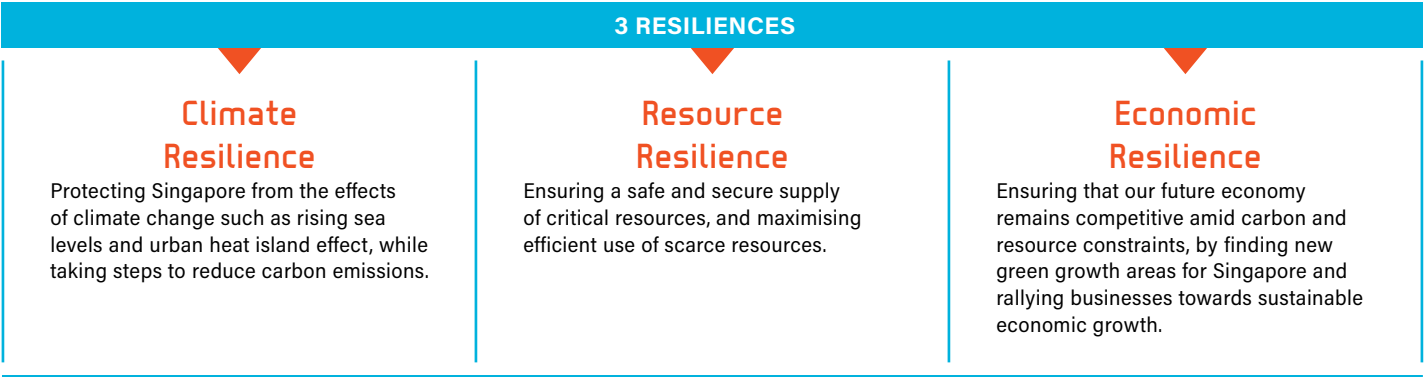 3 RESILIENCES
Climate
Resilience
Protecting Singapore from the effects
of climate change such as rising sea
levels and urban heat island effect, while
taking steps to reduce carbon emissions.
Resource
Resilience
Ensuring a safe and secure supply
of critical resources, and maximising
efficient use of scarce resources.
Economic
Resilience
Ensuring that our future economy
remains competitive amid carbon and
resource constraints, by finding new
green growth areas for Singapore and
rallying businesses towards sustainable
economic growth.